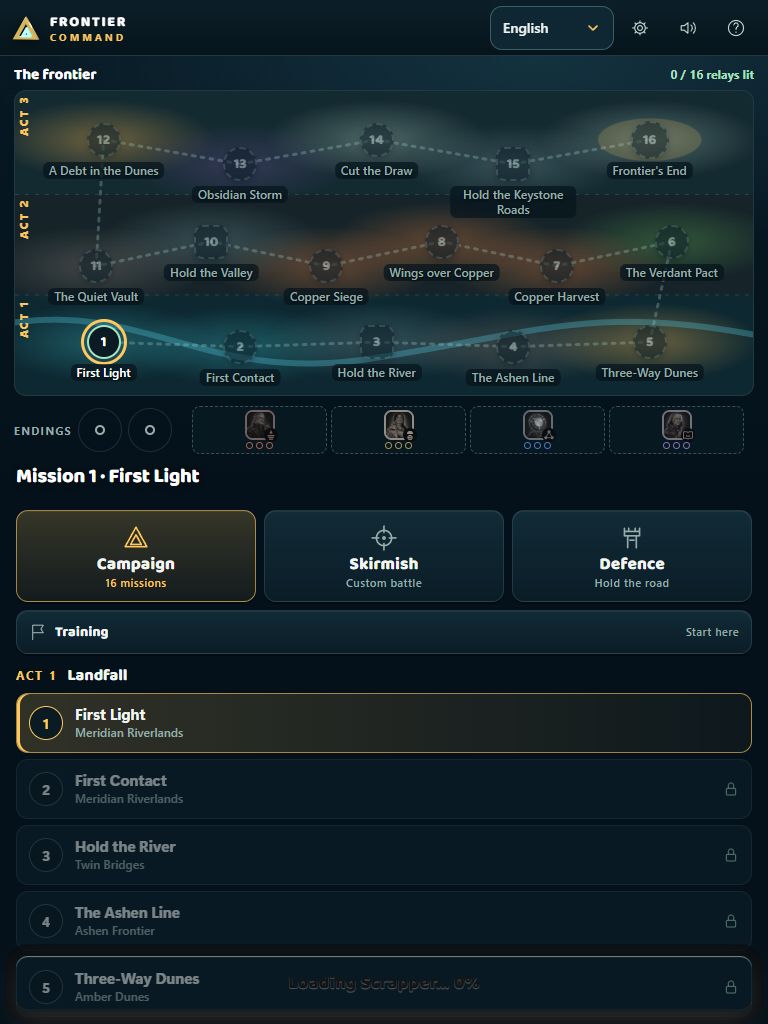 FRONTIER
COMMAND
English
The frontier
0 / 16 relays lit
ACT 3
12
13
14
15
16
A Debt in the Dunes
Obsidian Storm
Cut the Draw
Hold the Keystone
Roads
Frontier's End
ACT 2
11
10
9
8
7
6
The Quiet Vault
Hold the Valley
Copper Siege
Wings over Copper
Copper Harvest
The Verdant Pact
ACT 1
1
2
3
4
5
First Light
First Contact
Hold the River
The Ashen Line
Three-Way Dunes
ENDINGS
Mission 1 · First Light
Campaign
16 missions
Skirmish
Custom battle
Defence
Hold the road
Training
Start here
ACT 1 Landfall
1
First Light
Meridian Riverlands
2
First Contact
Meridian Riverlands
3
Hold the River
Twin Bridges
4
The Ashen Line
Ashen Frontier
5
Three-Way Dunes
Amber Dunes
Loading Scrapper... 0%